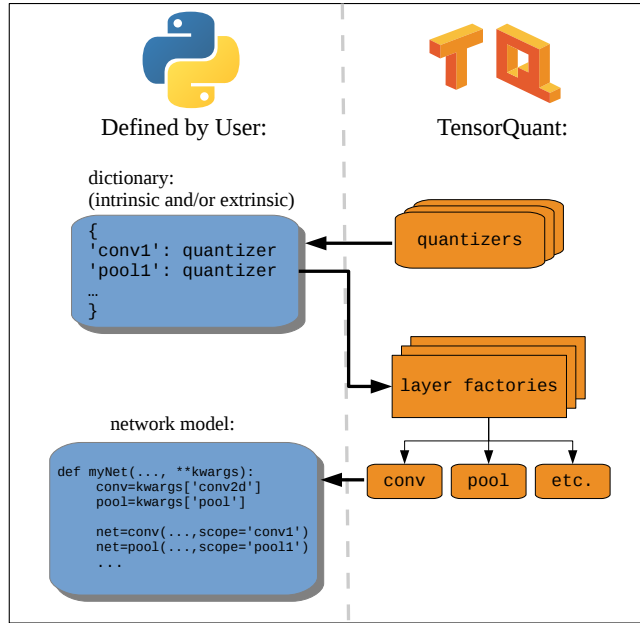 TQ
Defined by User:
TensorQuant:
dictionary:
(intrinsic and/or extrinsic)
{
'conv1': quantizer
'pool1': quantizer
…
}
quantizers
layer factories
conv
pool
etc.
network model:
def myNet(..., **kwargs):
conv=kwargs['conv2d']
pool=kwargs['pool']
net=conv(...,scope='conv1')
net=pool(...,scope='pool1')
...